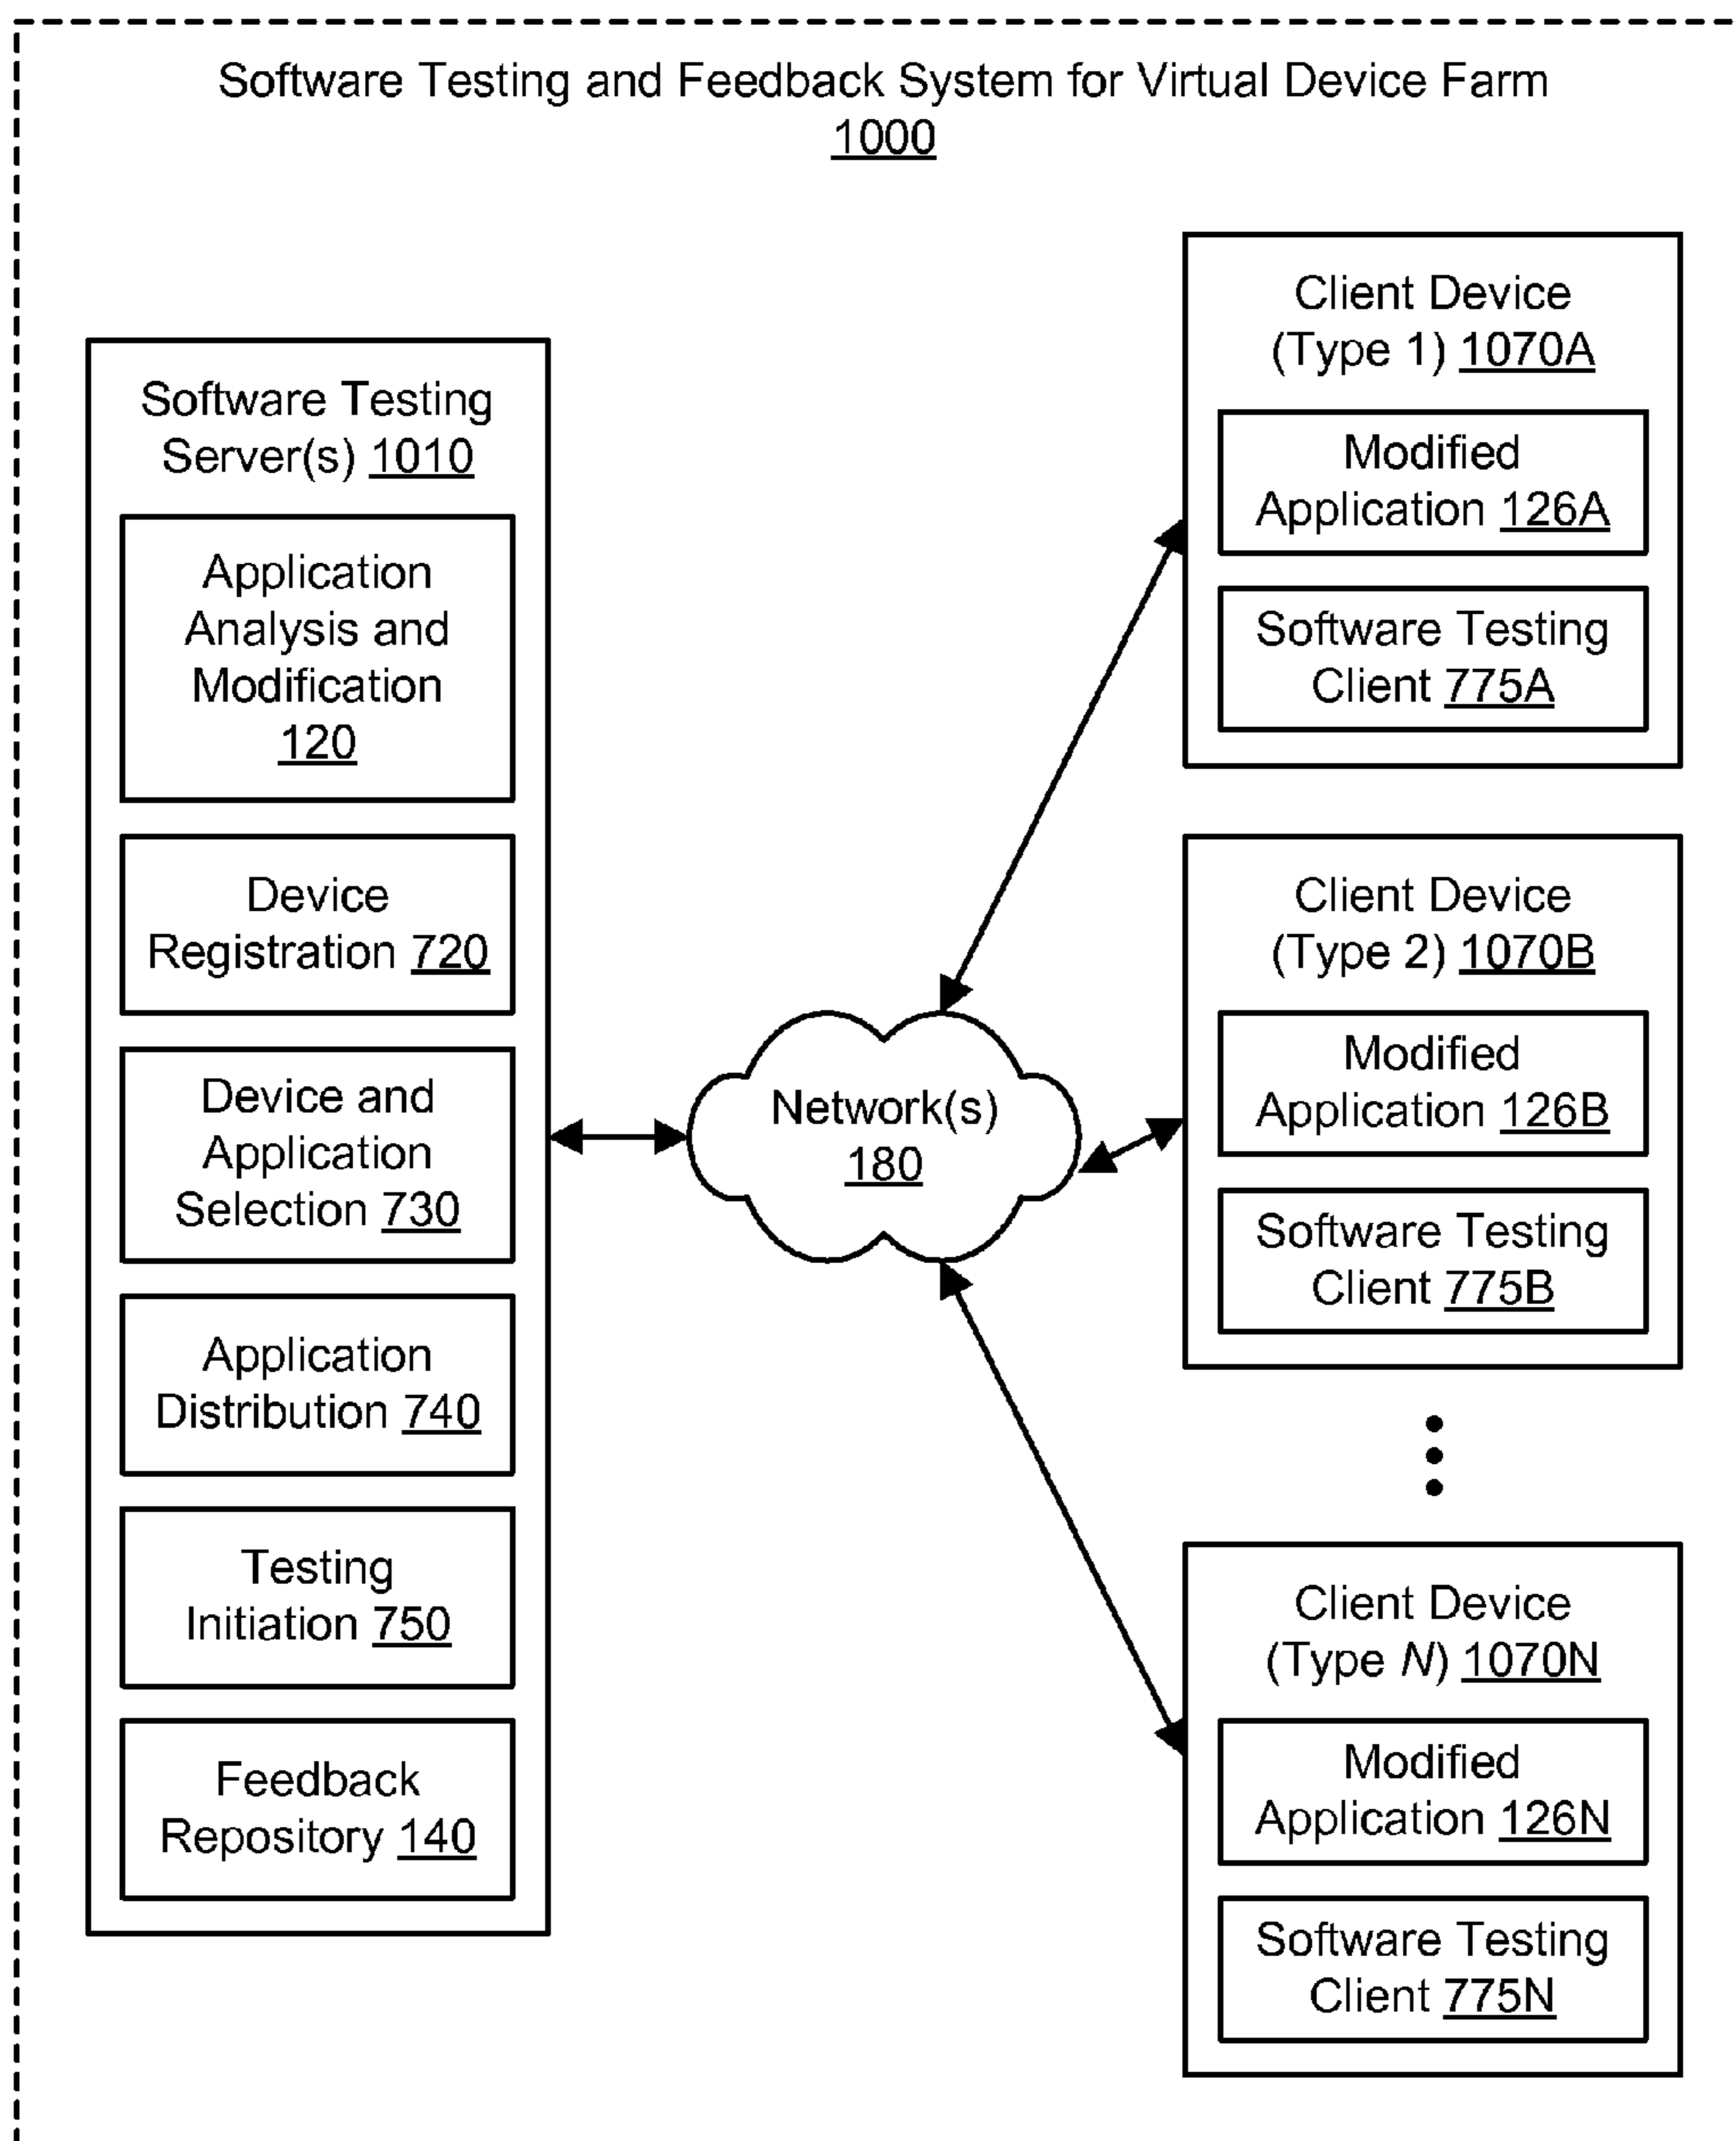 Software Testing and Feedback System for Virtual Device Farm
1000
Software Testing
Server(s) 1010
Application
Analysis and
Modification
120
Device
Registration 720
Device and
Application
Selection 730
Application
Distribution 740
Testing
Initiation 750
Feedback
Repository 140
Network(s)
180
Client Device
(Type 1) 1070A
Modified
Application 126A
Software Testing
Client 775A
Client Device
(Type 2) 1070B
Modified
Application 126B
Software Testing
Client 775B
Client Device
(Type N) 1070N
Modified
Application 126N
Software Testing
Client 775N